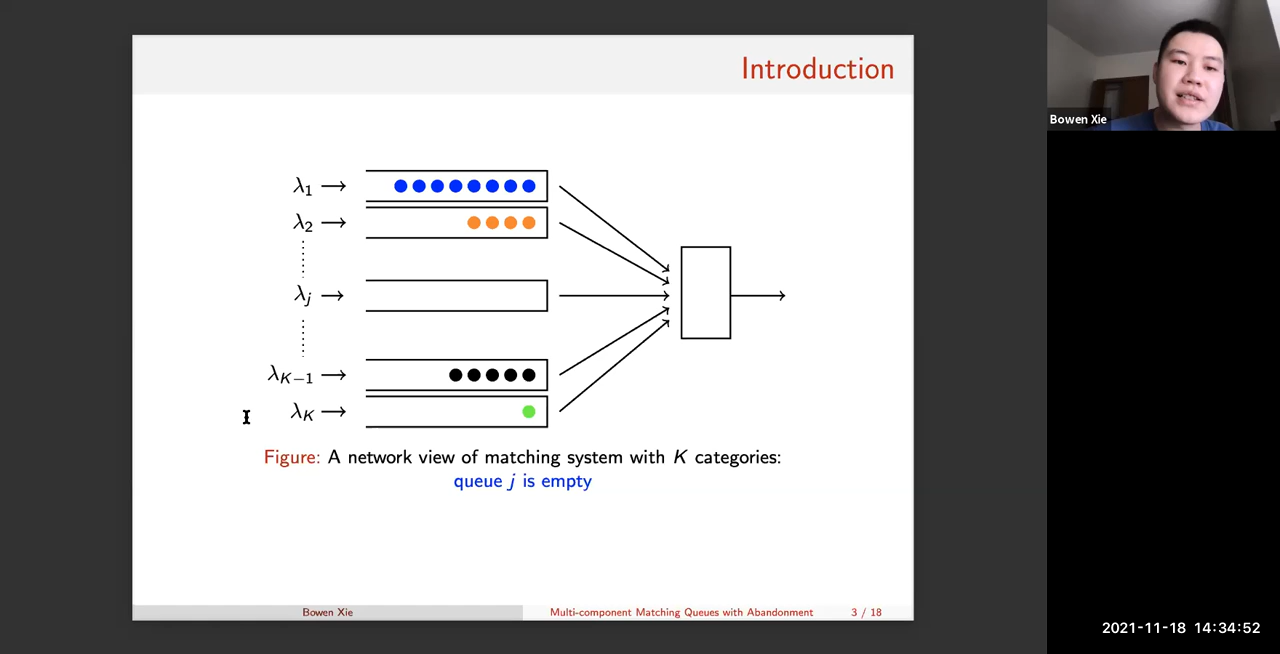 Introduction
Bowen Xie
λ1 →
λ2 →
λj →
λK−1 →
λK →
Figure: A network view of matching system with K categories:
queue j is empty
Bowen Xie
Multi-component Matching Queues with Abandonment
3 / 18
2021-11-18 14:34:52